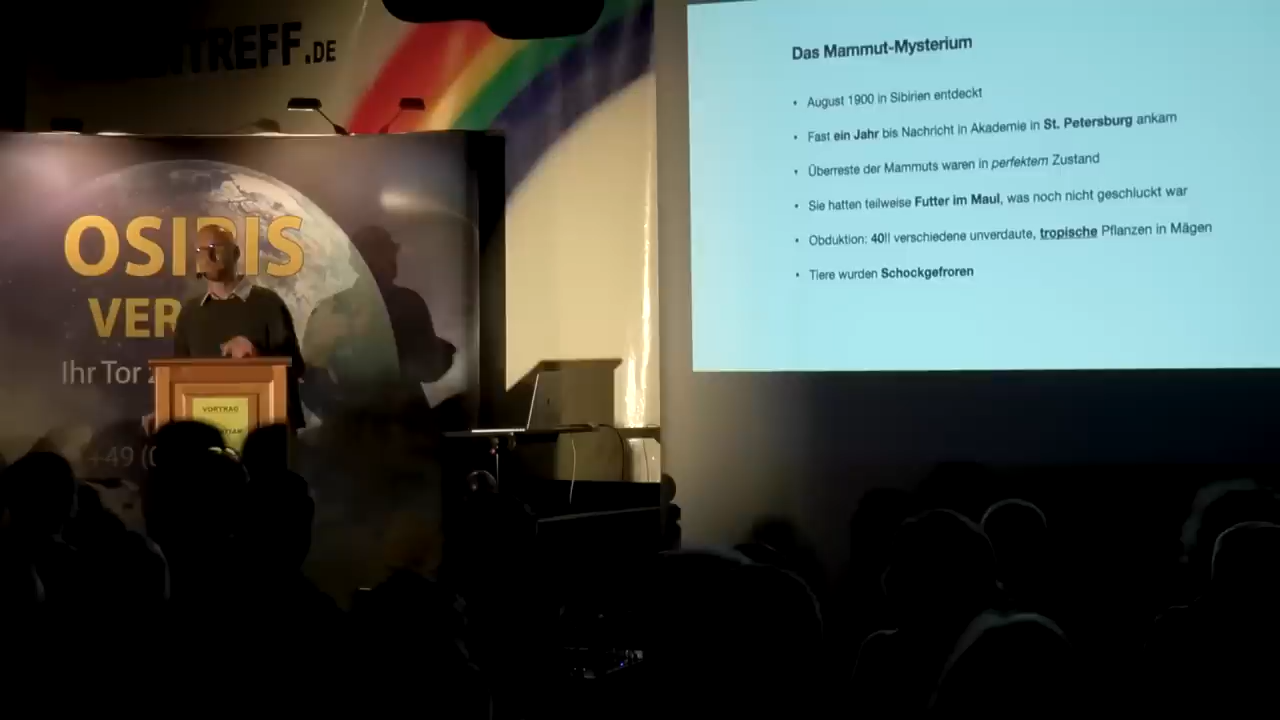 TREFF.DE
OSIRIS
VER
Ihr Tor
+49 (0
VORTRAG
Das Mammut-Mysterium
• August 1900 in Sibirien entdeckt
• Fast ein Jahr bis Nachricht in Akademie in St. Petersburg ankam
• Überreste der Mammuts waren in perfektem Zustand
• Sie hatten teilweise Futter im Maul, was noch nicht geschluckt war
• Obduktion: 40!! verschiedene unverdaute, tropische Pflanzen in Mägen
• Tiere wurden Schockgefroren